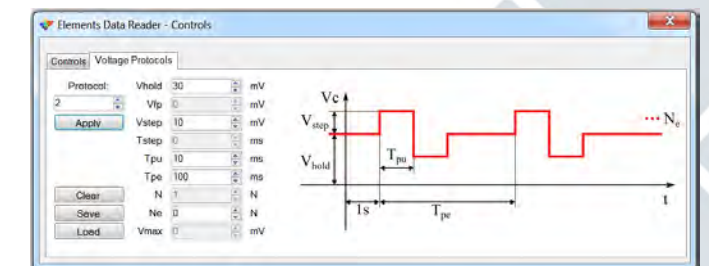 Elements Data Reader - Controls
Controls Voltage Protocols
Protocol: Vhold 30 mV
2 Vfp 0 mV
Apply Vstep 10 mV
Tstep 0 ms
Tpu 10 ms
Tpe 100 ms
Clear N 1 N
Save Ne 0 N
Load Vmax 0 mV
Vc
Vstep
Vhold
Tpu
... Ne
1s
Tpe
t